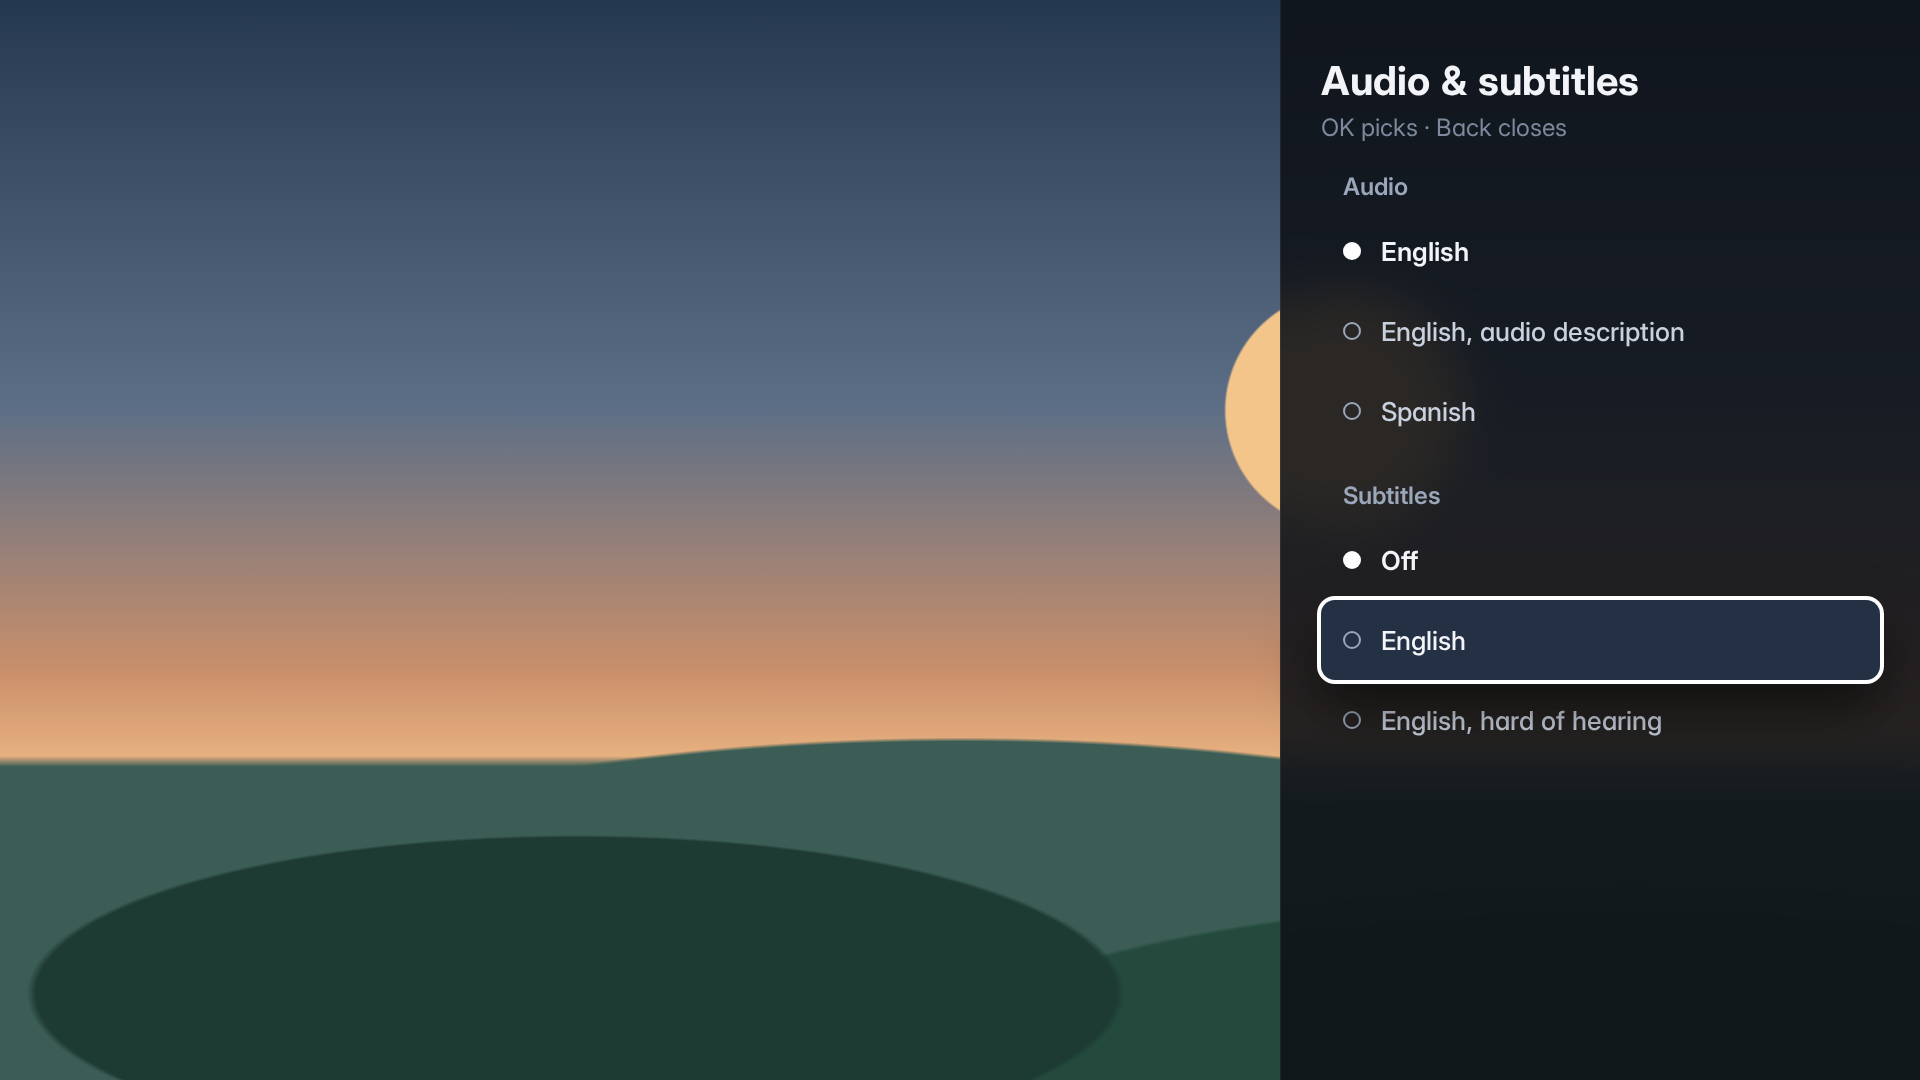 Audio & subtitles
OK picks · Back closes
Audio
English
English, audio description
Spanish
Subtitles
Off
English
English, hard of hearing